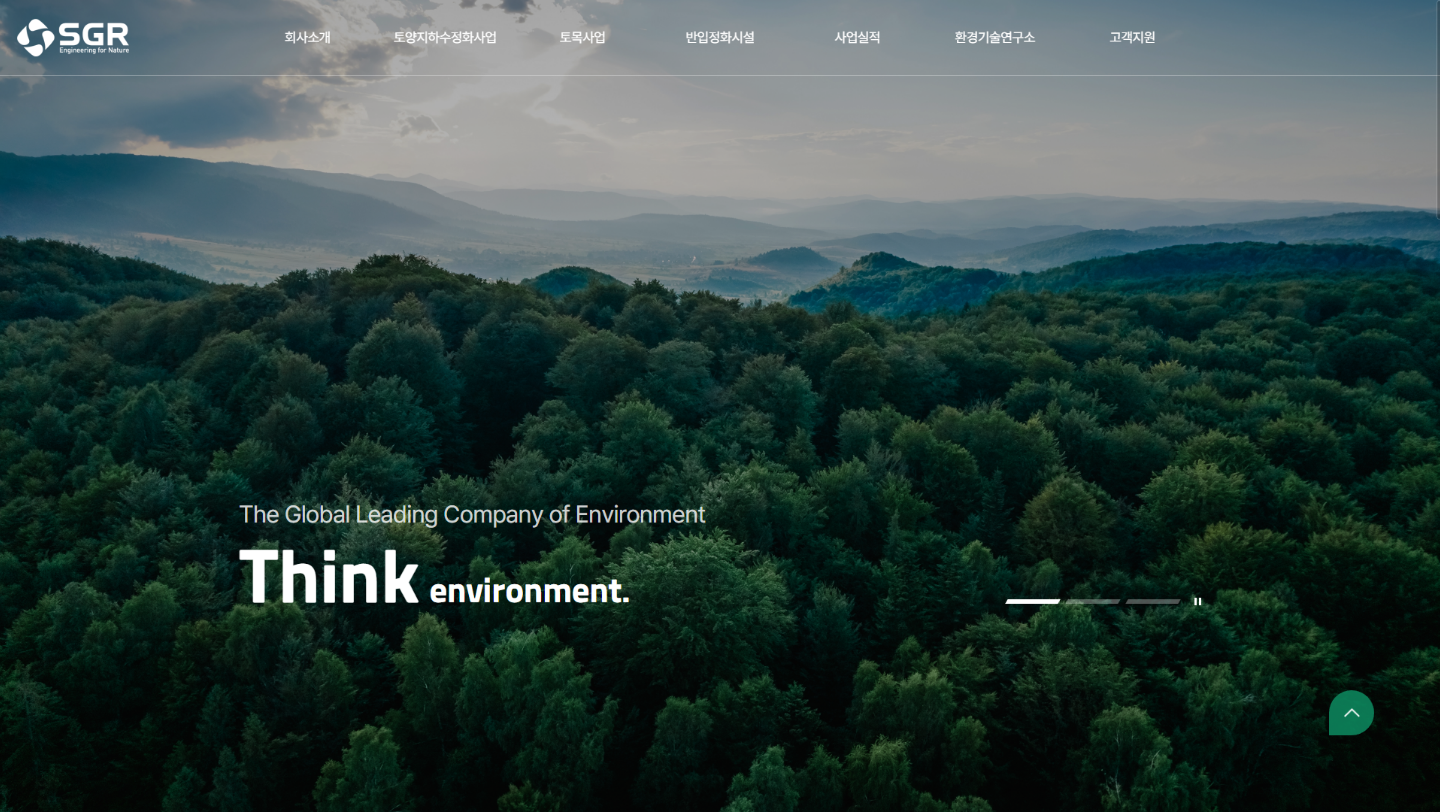 SGR
Engineering for Nature
회사소개 토양지하수정화사업 토목사업 반입정화시설 사업실적 환경기술연구소 고객지원
The Global Leading Company of Environment
Think environment.